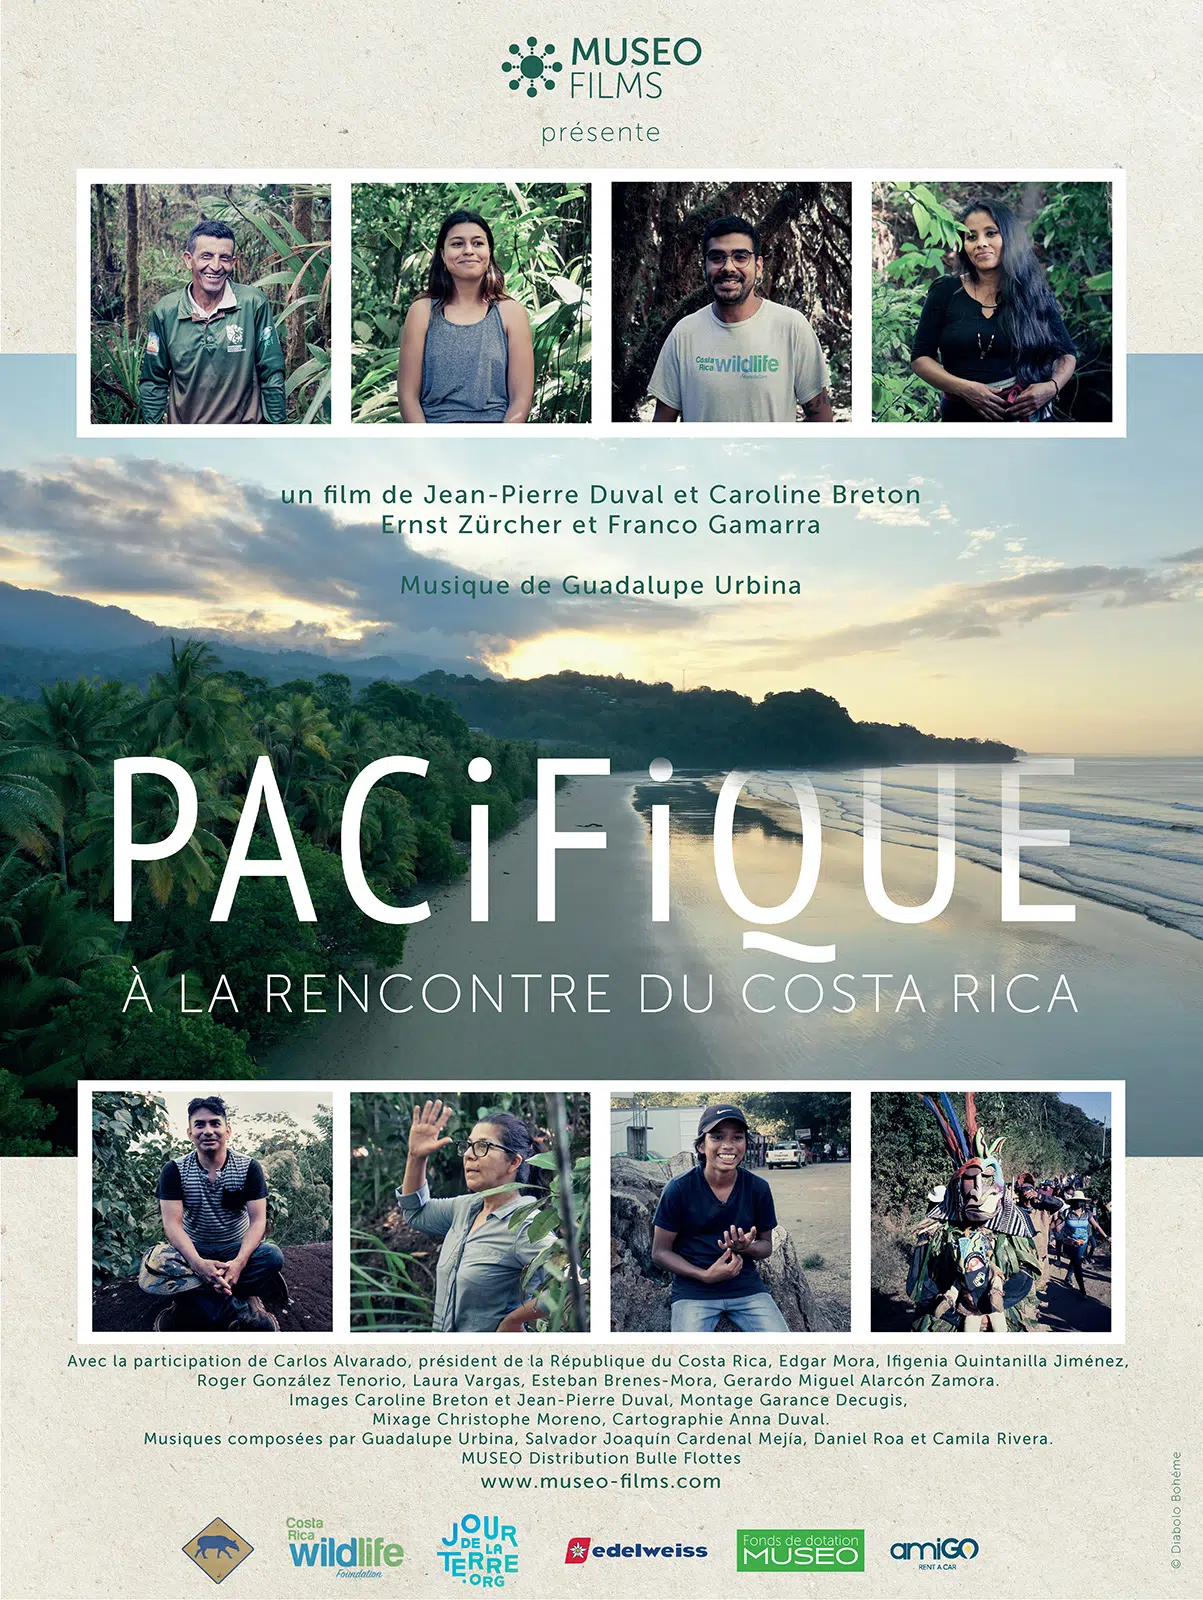 MUSEO
FILMS
présente
Costa
Rica
wildlife
Foundation
un film de Jean-Pierre Duval et Caroline Breton
Ernst Zürcher et Franco Gamarra
Musique de Guadalupe Urbina
PACiFiQUE
À LA RENCONTRE DU COSTA RICA
Avec la participation de Carlos Alvarado, président de la République du Costa Rica, Edgar Mora, Ifigenia Quintanilla Jiménez,
Roger González Tenorio, Laura Vargas, Esteban Brenes-Mora, Gerardo Miguel Alarcón Zamora.
Images Caroline Breton et Jean-Pierre Duval, Montage Garance Decugis,
Mixage Christophe Moreno, Cartographie Anna Duval.
Musiques composées par Guadalupe Urbina, Salvador Joaquín Cardenal Mejía, Daniel Roa et Camila Rivera.
MUSEO Distribution Bulle Flottes
www.museo-films.com
Costa
Rica
wildlife
Foundation
JOUR
DE LA
TERRE
.ORG
edelweiss
Fonds de dotation
MUSEO
amiGO
RENT A CAR
© Diabolo Bohême